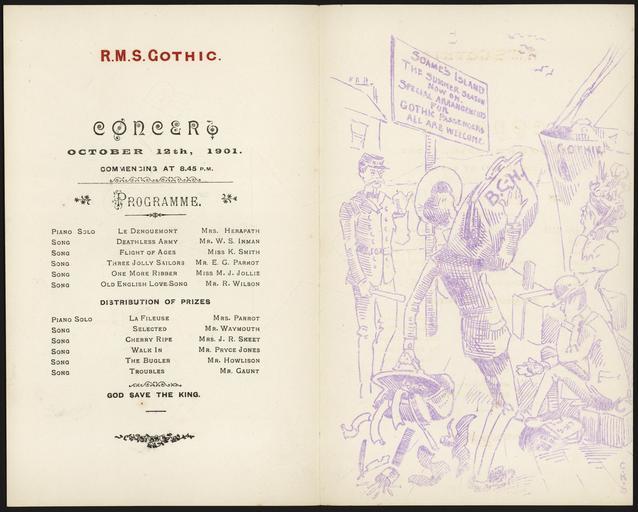 R.M.S. GOTHIC.
CONCERT
OCTOBER 12th, 1901.
COMMENCING AT 8.45 P.M.
PROGRAMME.
PIANO SOLO LE DENOUEMONT MRS. HERAPATH
SONG DEATHLESS ARMY MR. W. S. INMAN
SONG FLIGHT OF AGES MISS K. SMITH
SONG THREE JOLLY SAILORS MR. E. G. PARROT
SONG ONE MORE RIBBER MISS M. J. JOLLIE
SONG OLD ENGLISH LOVE SONG MR. R. WILSON
DISTRIBUTION OF PRIZES
PIANO SOLO LA FILEUSE MRS. PARROT
SONG SELECTED MR. WAYMOUTH
SONG CHERRY RIPE MRS. J. R. SKEET
SONG WALK IN MR. PRYCE JONES
SONG THE BUGLER MR. HOWLISON
SONG TROUBLES MR. GAUNT
GOD SAVE THE KING.
SOAMES ISLAND
THE SUMMER SEASON
NOW ON
SPECIAL ARRANGEMENTS
FOR
GOTHIC PASSENGERS
ALL ARE WELCOME
GOTHIC
B.G.H.